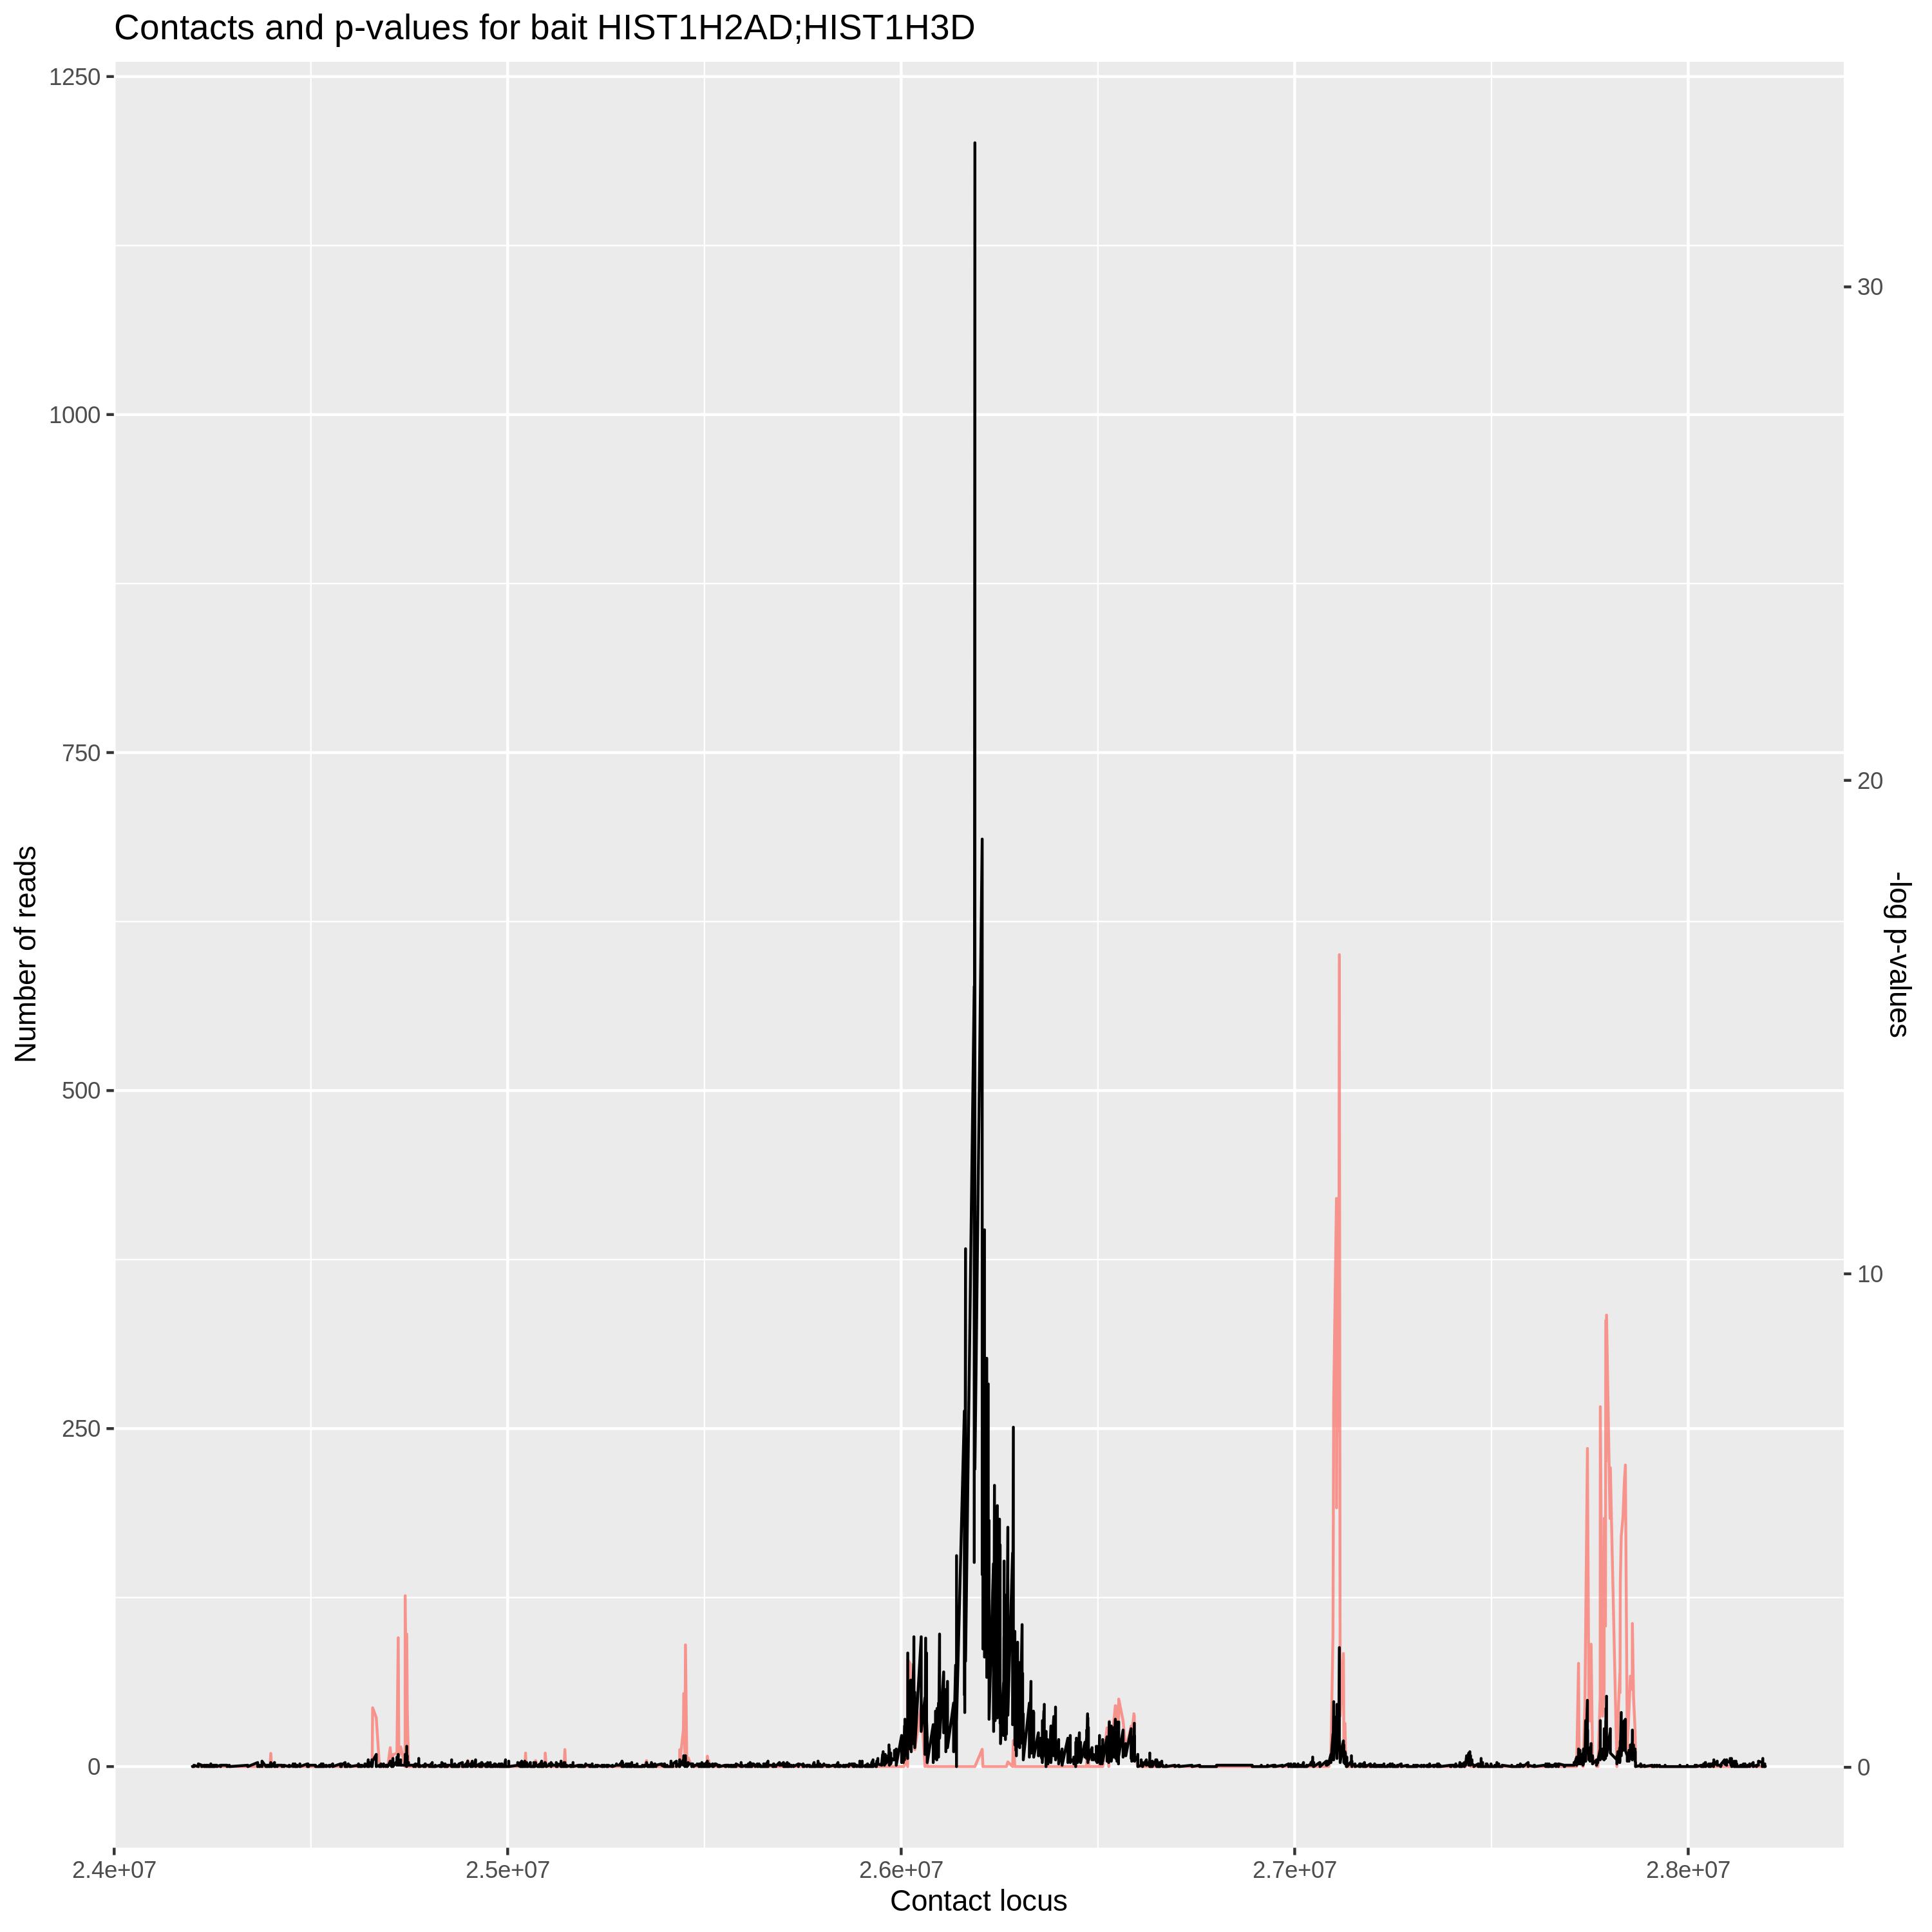 Contacts and p-values for bait HIST1H2AD;HIST1H3D
1250
1000
750
500
250
0
Number of reads
30
20
10
0
-log p-values
2.4e+07
2.5e+07
2.6e+07
2.7e+07
2.8e+07
Contact locus